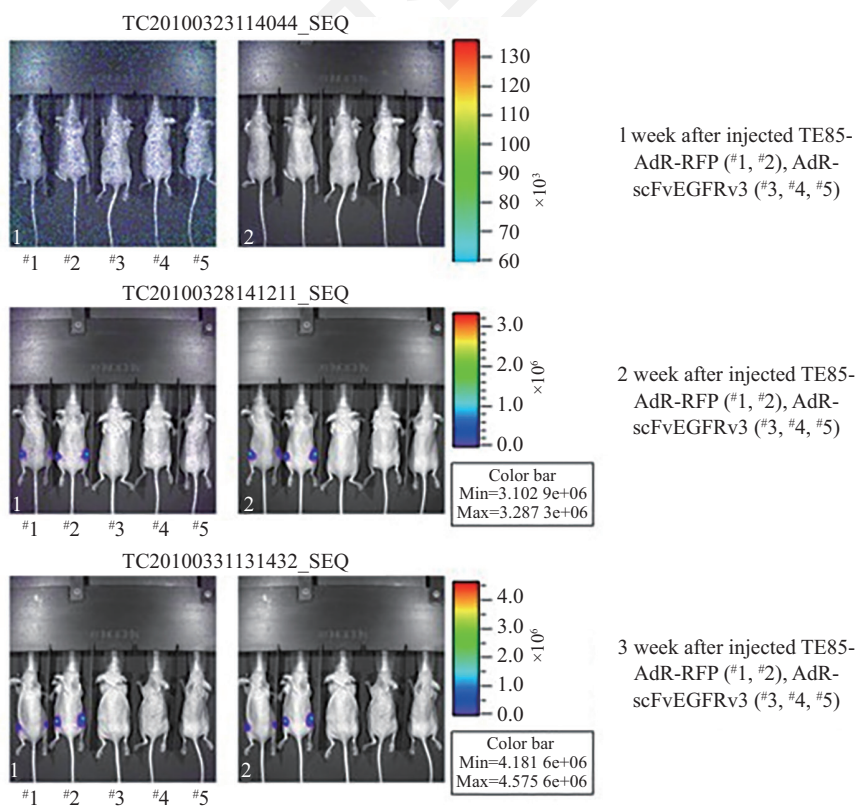 TC20100323114044_SEQ
1
2
#1 #2 #3 #4 #5
130
120
110
100
90
80
70
60
×10³
1 week after injected TE85-
AdR-RFP (#1, #2), AdR-
scFvEGFRv3 (#3, #4, #5)
TC20100328141211_SEQ
1
2
#1 #2 #3 #4 #5
3.0
2.0
1.0
0.0
×10⁶
Color bar
Min=3.102 9e+06
Max=3.287 3e+06
2 week after injected TE85-
AdR-RFP (#1, #2), AdR-
scFvEGFRv3 (#3, #4, #5)
TC20100331131432_SEQ
1
2
#1 #2 #3 #4 #5
4.0
3.0
2.0
1.0
0.0
×10⁶
Color bar
Min=4.181 6e+06
Max=4.575 6e+06
3 week after injected TE85-
AdR-RFP (#1, #2), AdR-
scFvEGFRv3 (#3, #4, #5)